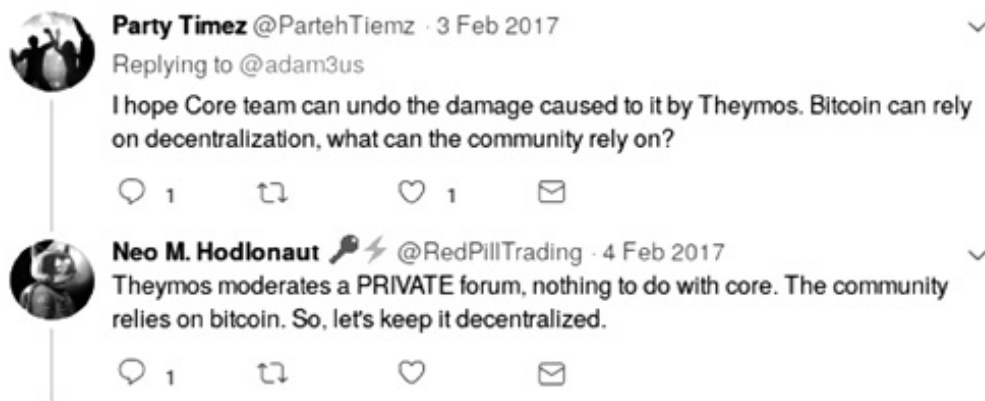 Party Timez @PartehTiemz · 3 Feb 2017
Replying to @adam3us
I hope Core team can undo the damage caused to it by Theymos. Bitcoin can rely
on decentralization, what can the community rely on?
1 1
Neo M. Hodlonaut 🔑⚡ @RedPillTrading · 4 Feb 2017
Theymos moderates a PRIVATE forum, nothing to do with core. The community
relies on bitcoin. So, let's keep it decentralized.
1